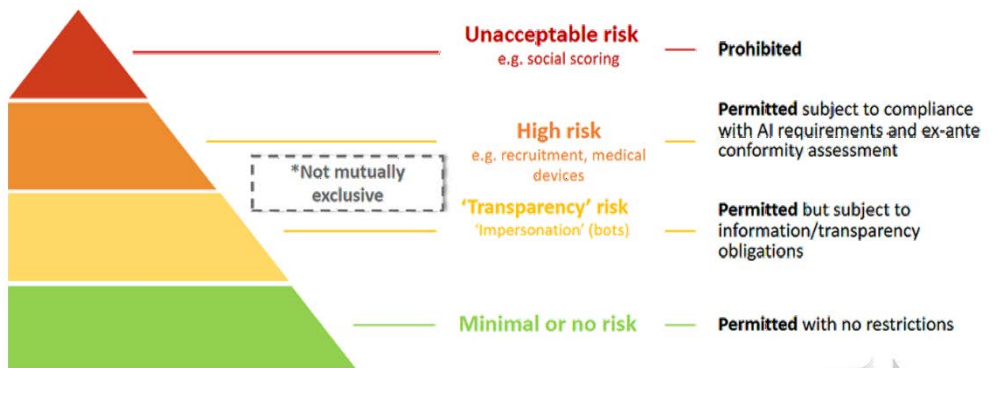 Unacceptable risk
e.g. social scoring
Prohibited
High risk
e.g. recruitment, medical
devices
Permitted subject to compliance
with AI requirements and ex-ante
conformity assessment
*Not mutually
exclusive
'Transparency' risk
'Impersonation' (bots)
Permitted but subject to
information/transparency
obligations
Minimal or no risk
Permitted with no restrictions